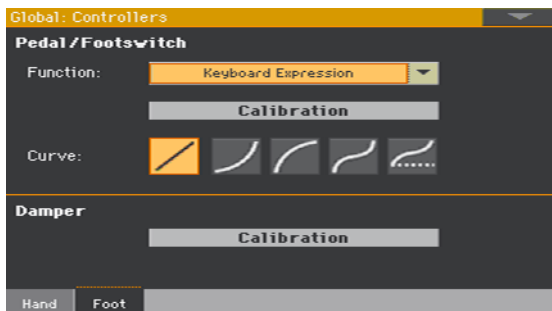 Global: Controllers
Pedal/Footswitch
Function: Keyboard Expression
Calibration
Curve:
Damper
Calibration
Hand Foot